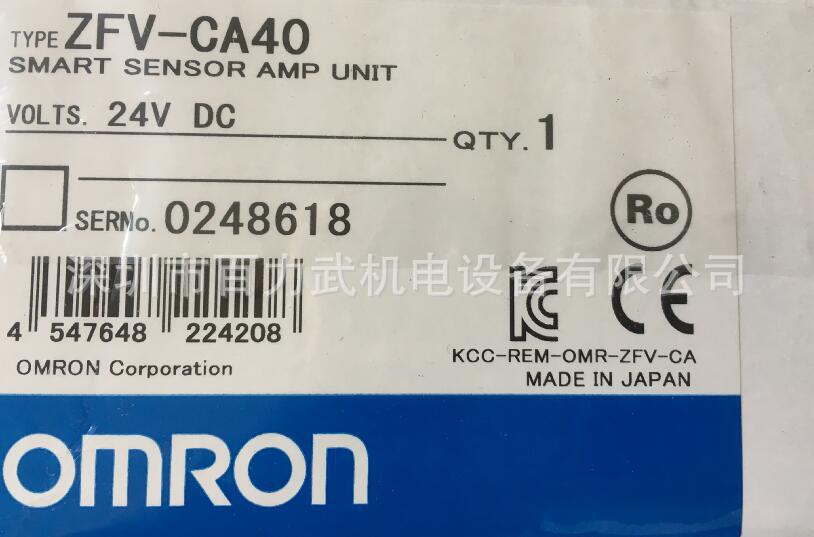 TYPE ZFV-CA40
SMART SENSOR AMP UNIT
VOLTS. 24V DC
QTY. 1
SERNo. 0248618
Ro
深圳市百力武机电设备有限公司
4 547648 224208
KCC-REM-OMR-ZFV-CA
OMRON Corporation
MADE IN JAPAN
OMRON